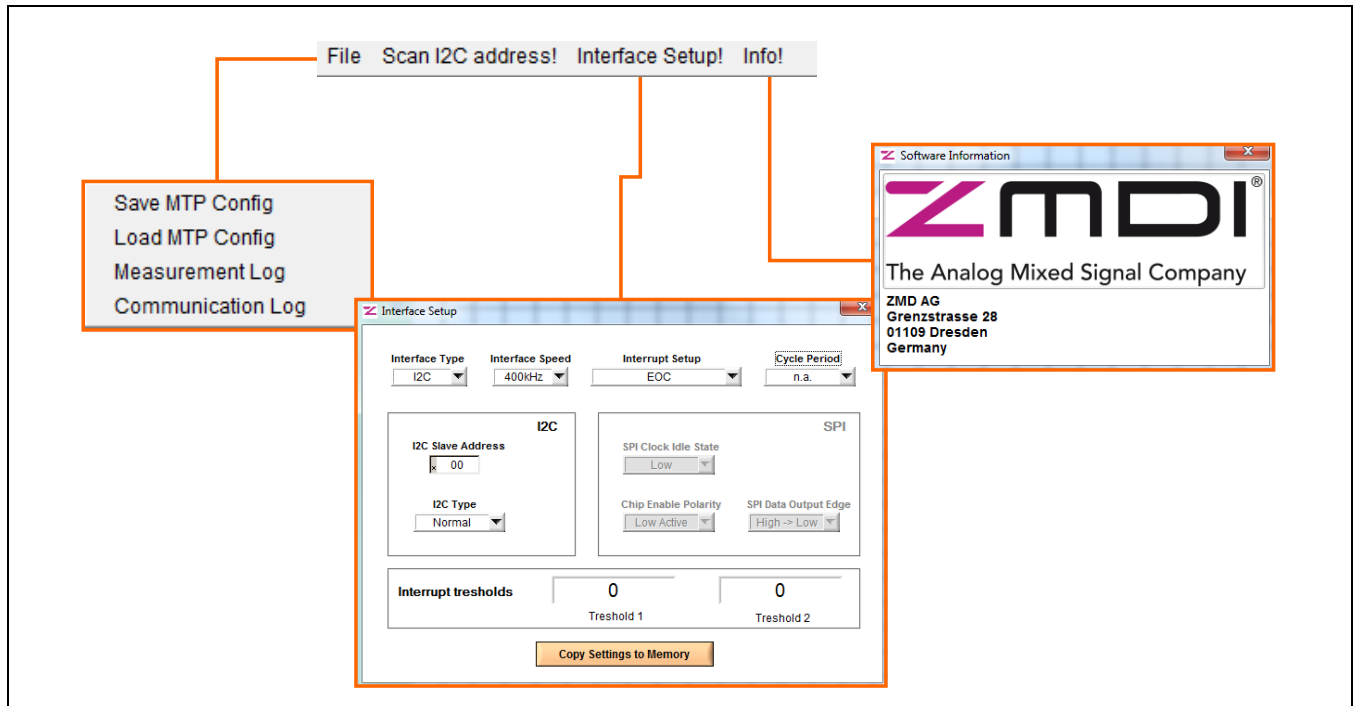 File Scan I2C address! Interface Setup! Info!
Save MTP Config
Load MTP Config
Measurement Log
Communication Log
Software Information
ZMDI®
The Analog Mixed Signal Company
ZMD AG
Grenzstrasse 28
01109 Dresden
Germany
Interface Setup
Interface Type Interface Speed Interrupt Setup Cycle Period
I2C 400kHz EOC n.a.
I2C
I2C Slave Address
x 00
I2C Type
Normal
SPI
SPI Clock Idle State
Low
Chip Enable Polarity SPI Data Output Edge
Low Active High -> Low
Interrupt tresholds 0 0
Treshold 1 Treshold 2
Copy Settings to Memory